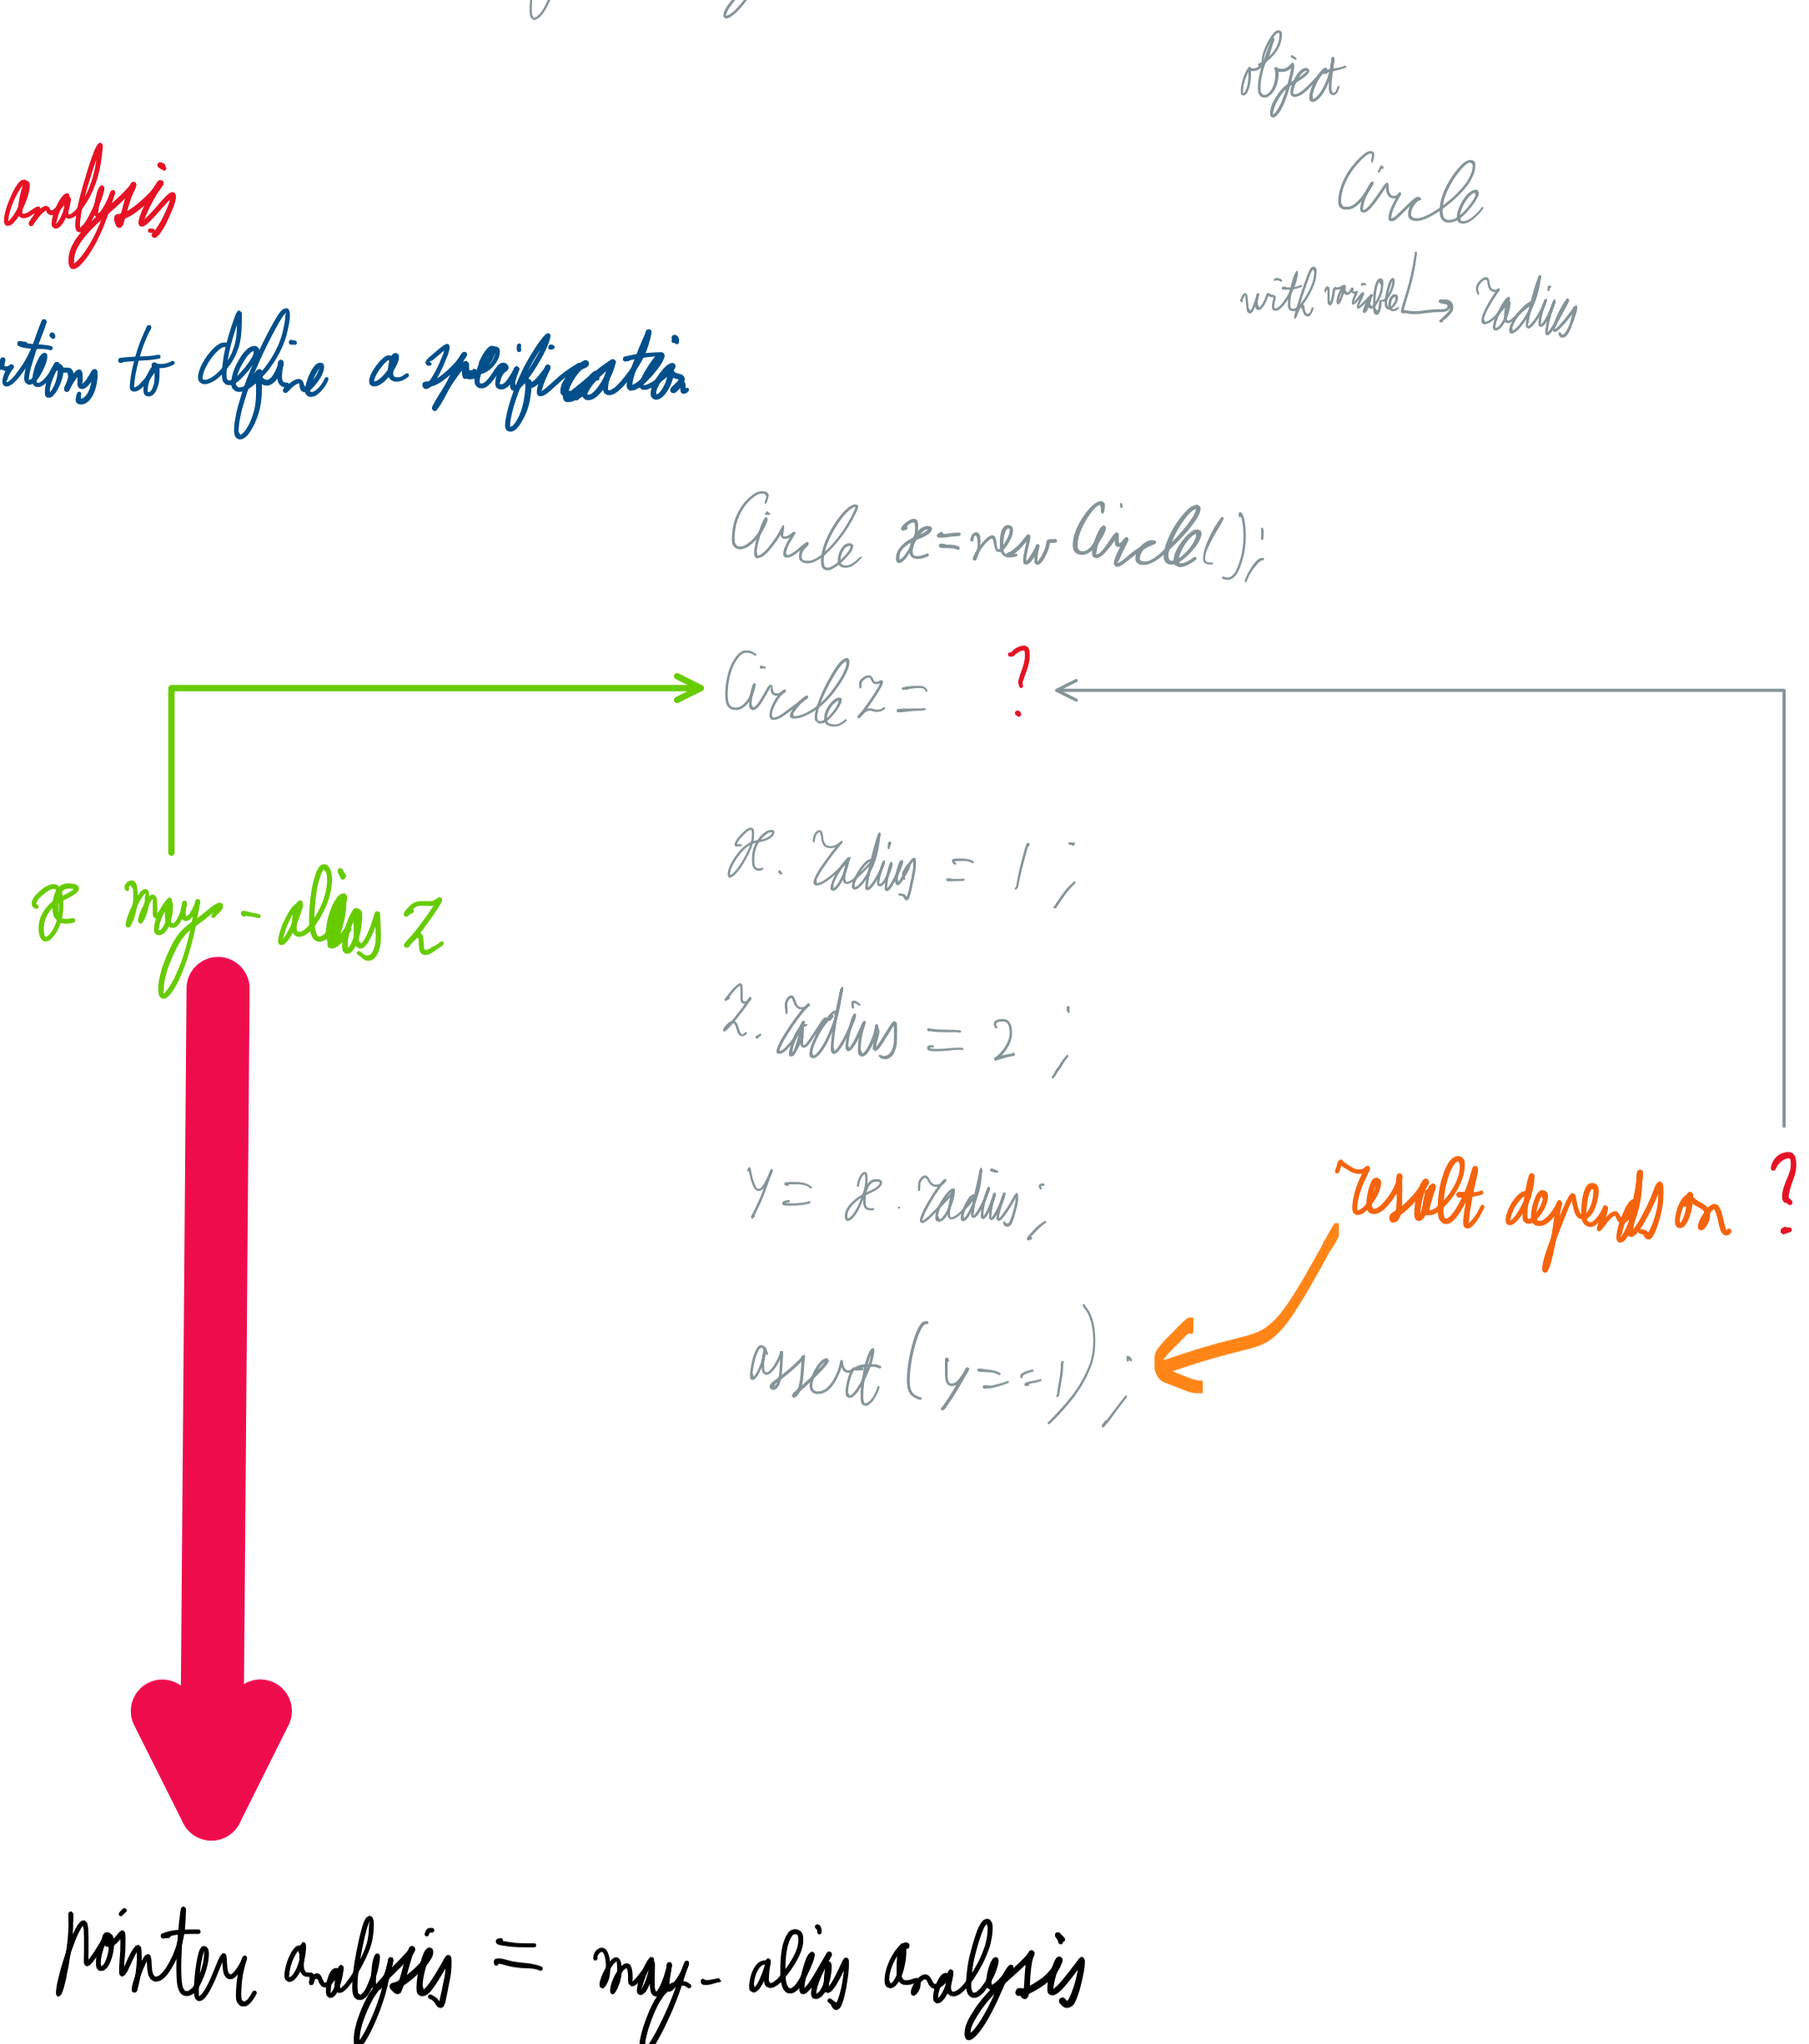 object
Circle
analysis
with variable radius
to define a specification
Circle x = new Circle();
Circle z = ?
x.radius = 1;
x may-alias z
z.radius = 2;
y = x.radius;
result depends on ?
assert (y==1);
Pointer analysis = may-alias analysis